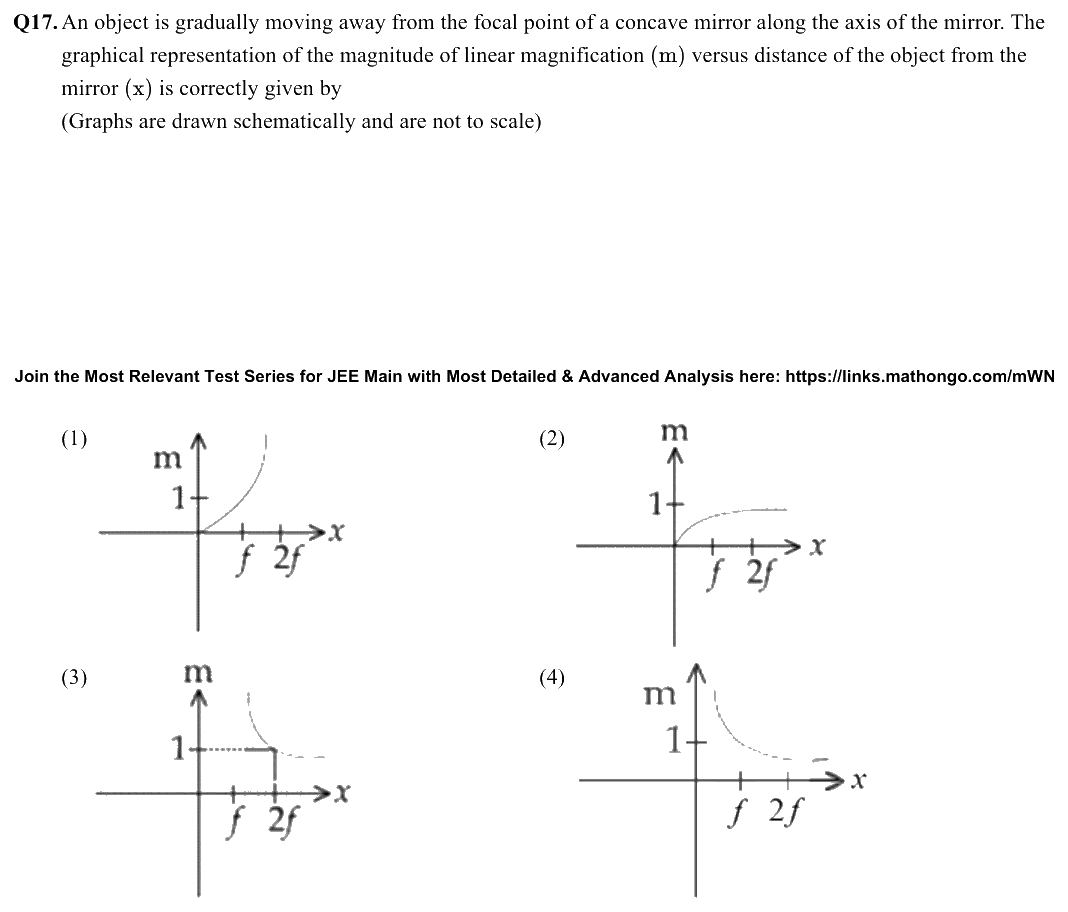 Q17. An object is gradually moving away from the focal point of a concave mirror along the axis of the mirror. The
graphical representation of the magnitude of linear magnification (m) versus distance of the object from the
mirror (x) is correctly given by
(Graphs are drawn schematically and are not to scale)
Join the Most Relevant Test Series for JEE Main with Most Detailed & Advanced Analysis here: https://links.mathongo.com/mWN
(1)
m
1
x
f 2f
(2)
m
1
x
f 2f
(3)
m
1
x
f 2f
(4)
m
1
x
f 2f